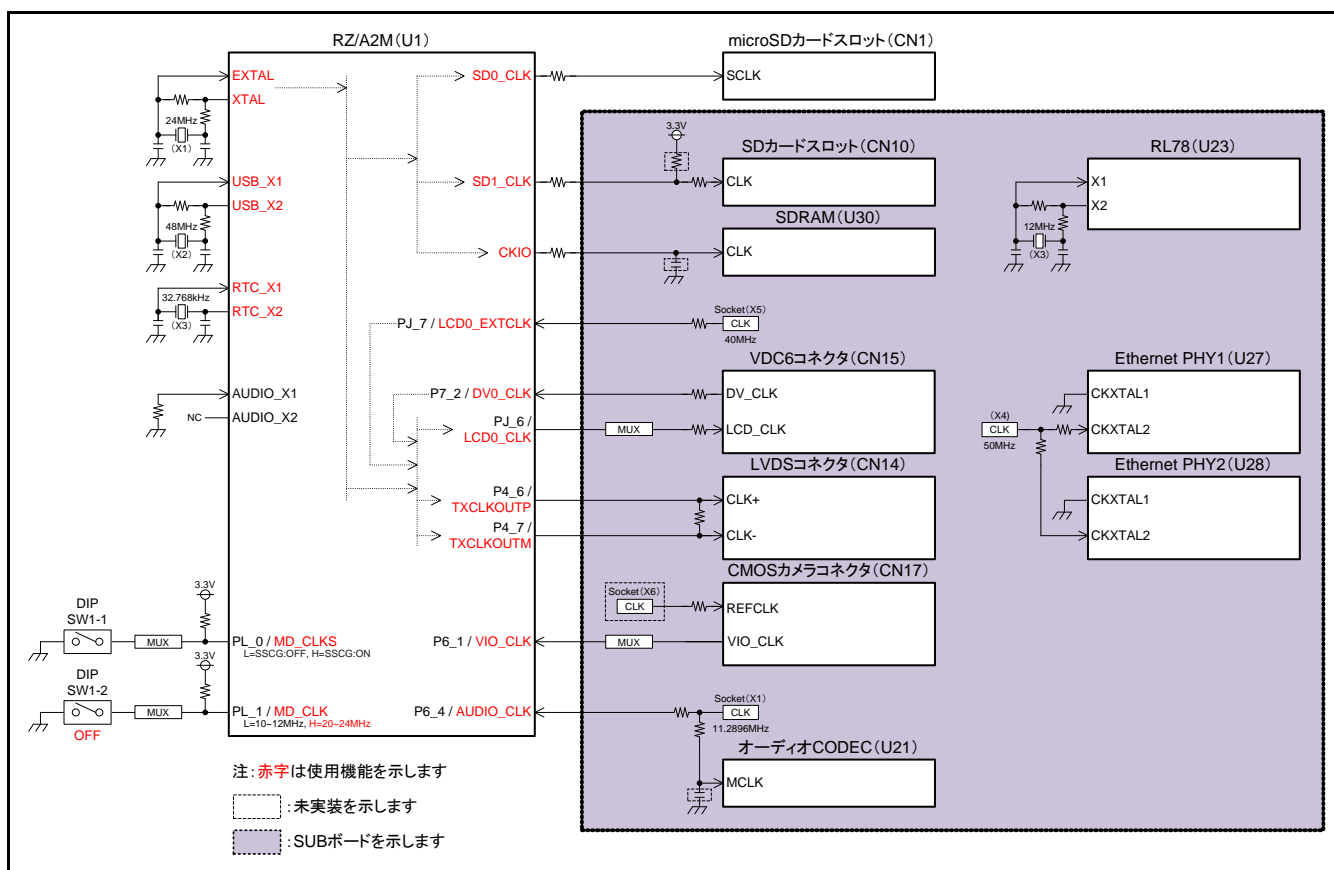 RZ/A2M(U1)
EXTAL
XTAL
24MHz
(X1)
USB_X1
USB_X2
48MHz
(X2)
RTC_X1
32.768kHz
RTC_X2
(X3)
AUDIO_X1
NC
AUDIO_X2
3.3V
DIP
SW1-1
MUX
PL_0 / MD_CLKS
L=SSCG:OFF, H=SSCG:ON
3.3V
DIP
SW1-2
MUX
OFF
PL_1 / MD_CLK
L=10~12MHz, H=20~24MHz
SD0_CLK
SD1_CLK
CKIO
PJ_7 / LCD0_EXTCLK
P7_2 / DV0_CLK
PJ_6 /
LCD0_CLK
P4_6 /
TXCLKOUTP
P4_7 /
TXCLKOUTM
P6_1 / VIO_CLK
P6_4 / AUDIO_CLK
microSDカードスロット(CN1)
SCLK
3.3V
SDカードスロット(CN10)
CLK
SDRAM(U30)
CLK
Socket(X5)
CLK
40MHz
VDC6コネクタ(CN15)
DV_CLK
MUX
LCD_CLK
LVDSコネクタ(CN14)
CLK+
CLK-
CMOSカメラコネクタ(CN17)
Socket(X6)
CLK
REFCLK
MUX
VIO_CLK
Socket(X1)
CLK
11.2896MHz
オーディオCODEC(U21)
MCLK
RL78(U23)
X1
X2
12MHz
(X3)
Ethernet PHY1(U27)
CKXTAL1
(X4)
CLK
50MHz
CKXTAL2
Ethernet PHY2(U28)
CKXTAL1
CKXTAL2
注:赤字は使用機能を示します
:未実装を示します
:SUBボードを示します